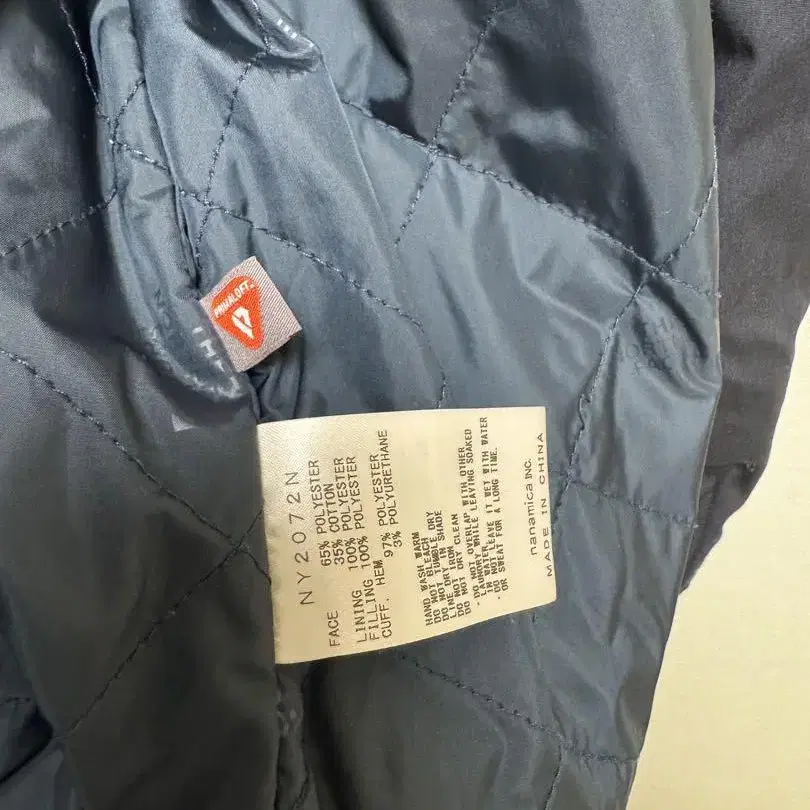 PRIMALOFT
NY2072N
FACE 65% POLYESTER
35% COTTON
LINING 100% POLYESTER
FILLING 100% POLYESTER
CUFF. HEM 97% POLYESTER
3% POLYURETHANE
HAND WASH WARM
DO NOT BLEACH
DO NOT TUMBLE DRY
LINE DRY IN SHADE
DO NOT IRON
DO NOT DRY CLEAN
・DO NOT OVERLAP WITH OTHER
LAUNDRY WHILE LEAVING SOAKED
IN WATER.
・DO NOT LEAVE IT WET WITH WATER
OR SWEAT FOR A LONG TIME.
nanamica INC.
MADE IN CHINA